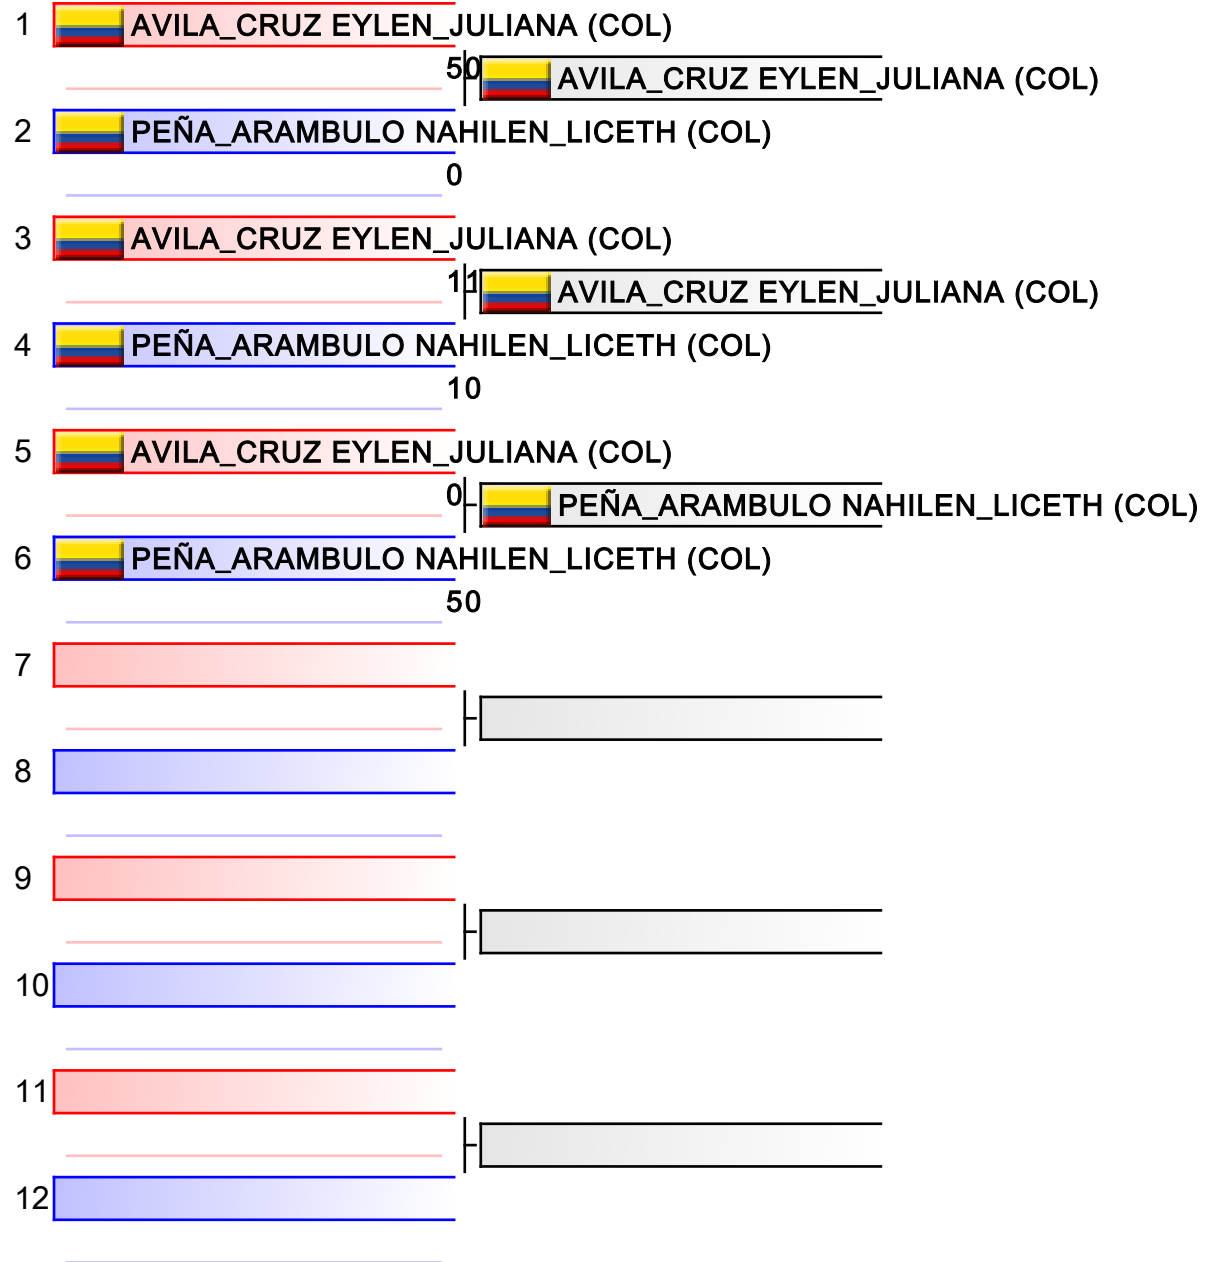 1 AVILA_CRUZ EYLEN_JULIANA (COL)
50 AVILA_CRUZ EYLEN_JULIANA (COL)
2 PEÑA_ARAMBULO NAHILEN_LICETH (COL)
0
3 AVILA_CRUZ EYLEN_JULIANA (COL)
11 AVILA_CRUZ EYLEN_JULIANA (COL)
4 PEÑA_ARAMBULO NAHILEN_LICETH (COL)
10
5 AVILA_CRUZ EYLEN_JULIANA (COL)
0 PEÑA_ARAMBULO NAHILEN_LICETH (COL)
6 PEÑA_ARAMBULO NAHILEN_LICETH (COL)
50
7
8
9
10
11
12